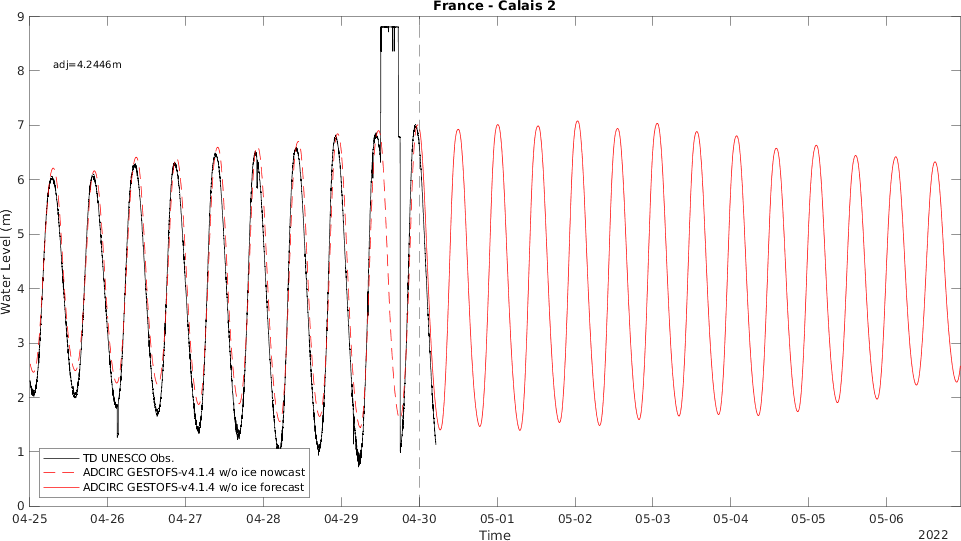 France - Calais 2
9
8
7
6
5
4
3
2
1
0
Water Level (m)
adj=4.2446m
TD UNESCO Obs.
ADCIRC GESTOFS-v4.1.4 w/o ice nowcast
ADCIRC GESTOFS-v4.1.4 w/o ice forecast
04-25 04-26 04-27 04-28 04-29 04-30 05-01 05-02 05-03 05-04 05-05 05-06
Time
2022